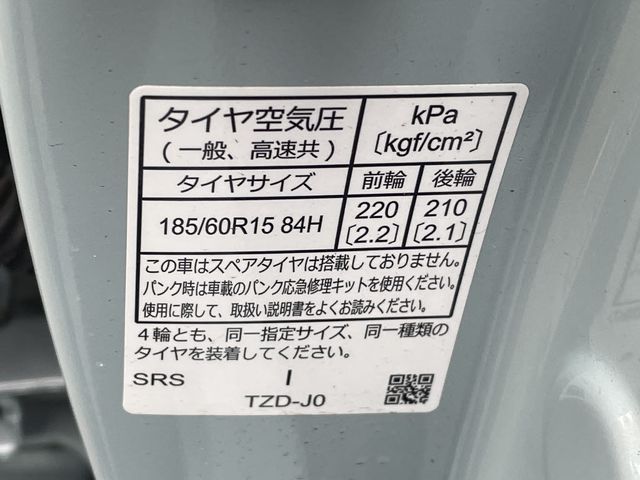 タイヤ空気圧
(一般、高速共)
kPa
〔kgf/cm²〕
タイヤサイズ 前輪 後輪
185/60R15 84H 220 210
〔2.2〕 〔2.1〕
この車はスペアタイヤは搭載しておりません。
パンク時は車載のパンク応急修理キットを使用ください。
使用に際して、取扱い説明書をよくお読みください。
4輪とも、同一指定サイズ、同一種類の
タイヤを装着してください。
SRS I
TZD-J0